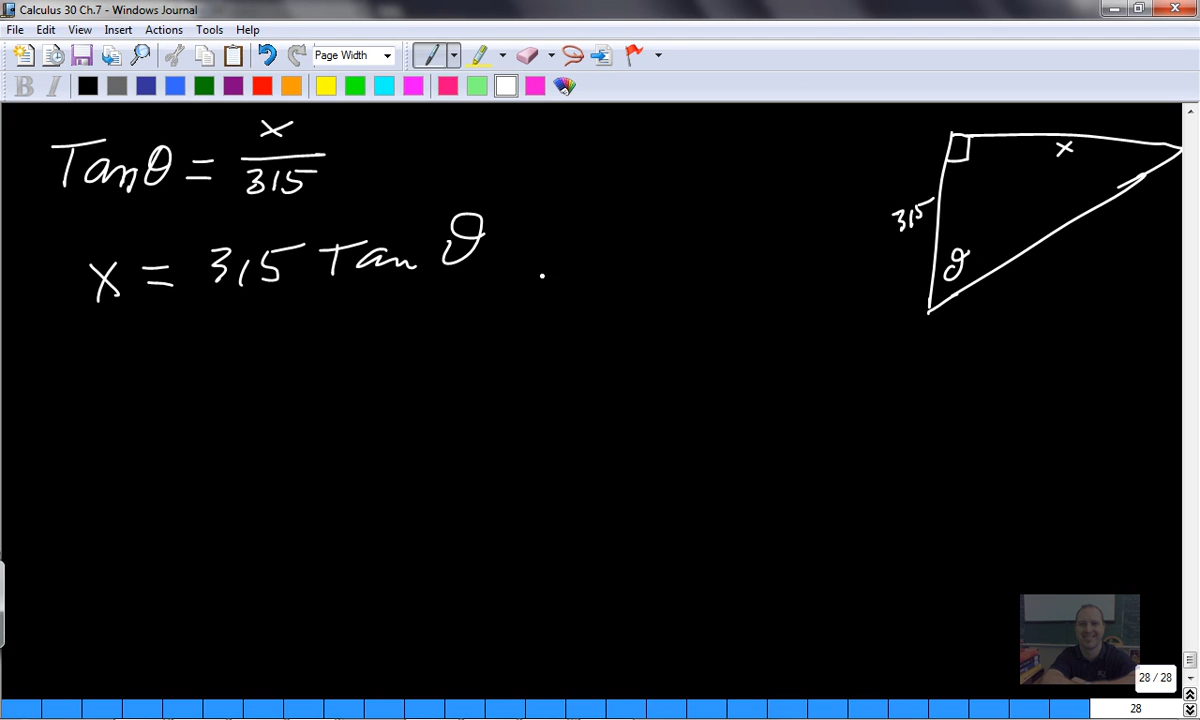 Calculus 30 Ch.7 - Windows Journal
File Edit View Insert Actions Tools Help
Page Width
B I
Tanθ = x/315
x = 315 Tan θ
x
315
θ
28 / 28
28